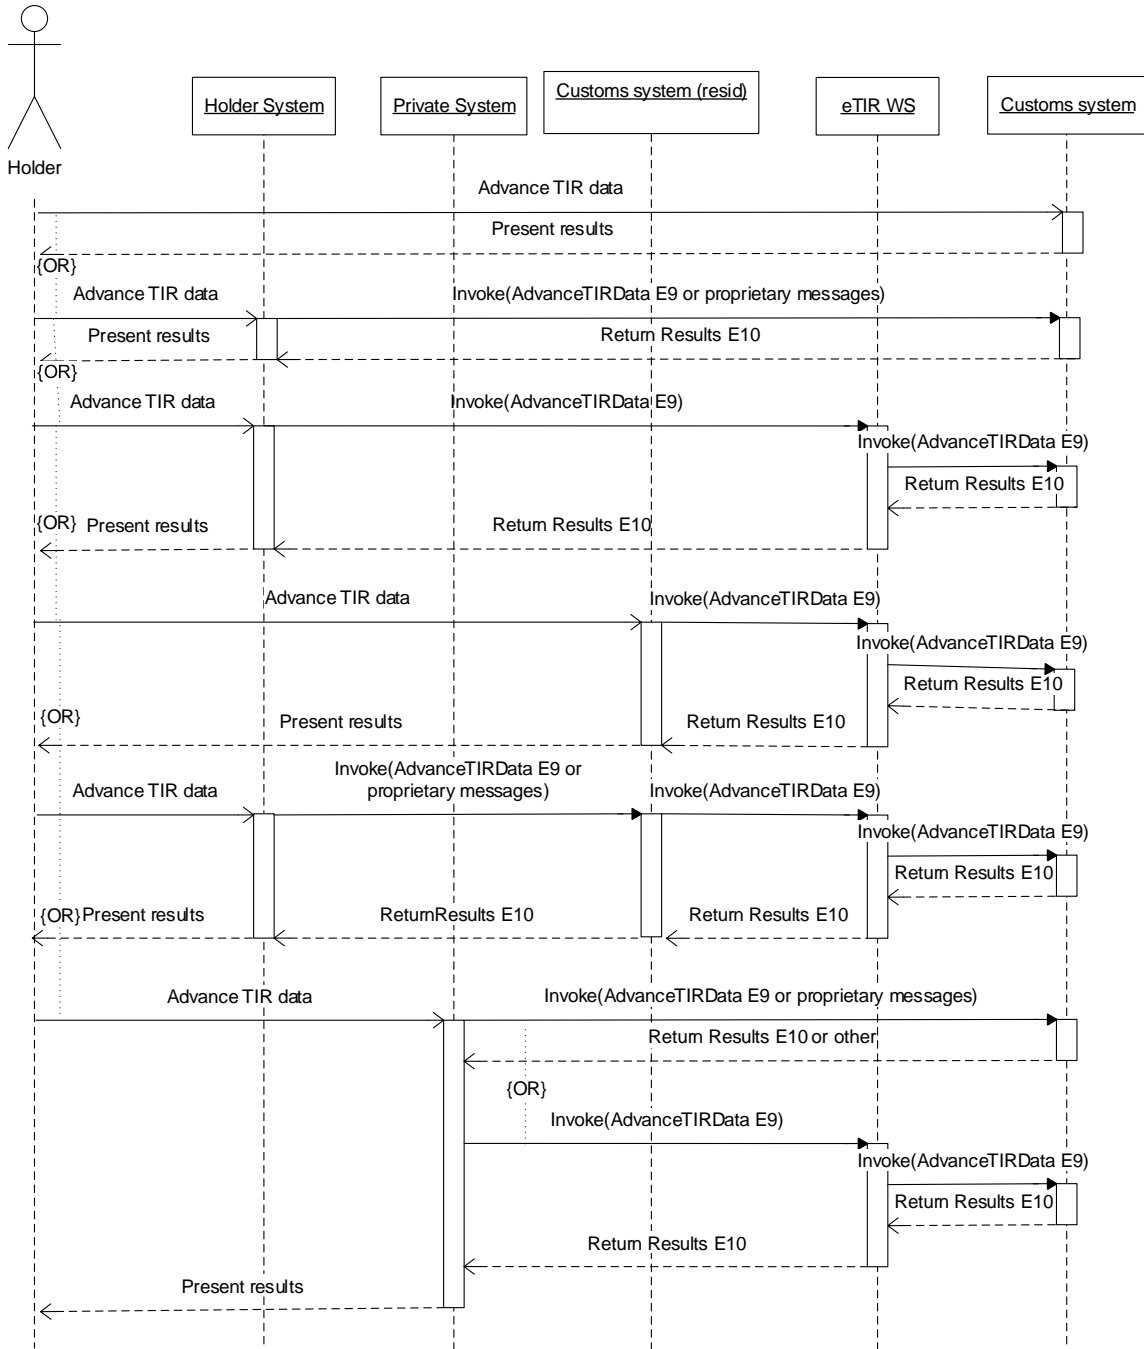 Holder System
Private System
Customs system (resid)
eTIR WS
Customs system
Holder
Advance TIR data
Present results
{OR}
Advance TIR data
Invoke(AdvanceTIRData E9 or proprietary messages)
Present results
Return Results E10
{OR}
Advance TIR data
Invoke(AdvanceTIRData E9)
Invoke(AdvanceTIRData E9)
Return Results E10
{OR}
Present results
Return Results E10
Advance TIR data
Invoke(AdvanceTIRData E9)
Invoke(AdvanceTIRData E9)
Return Results E10
{OR}
Present results
Return Results E10
Invoke(AdvanceTIRData E9 or
proprietary messages)
Advance TIR data
Invoke(AdvanceTIRData E9)
Invoke(AdvanceTIRData E9)
Return Results E10
{OR}
Present results
ReturnResults E10
Return Results E10
Advance TIR data
Invoke(AdvanceTIRData E9 or proprietary messages)
Return Results E10 or other
{OR}
Invoke(AdvanceTIRData E9)
Invoke(AdvanceTIRData E9)
Return Results E10
Return Results E10
Present results